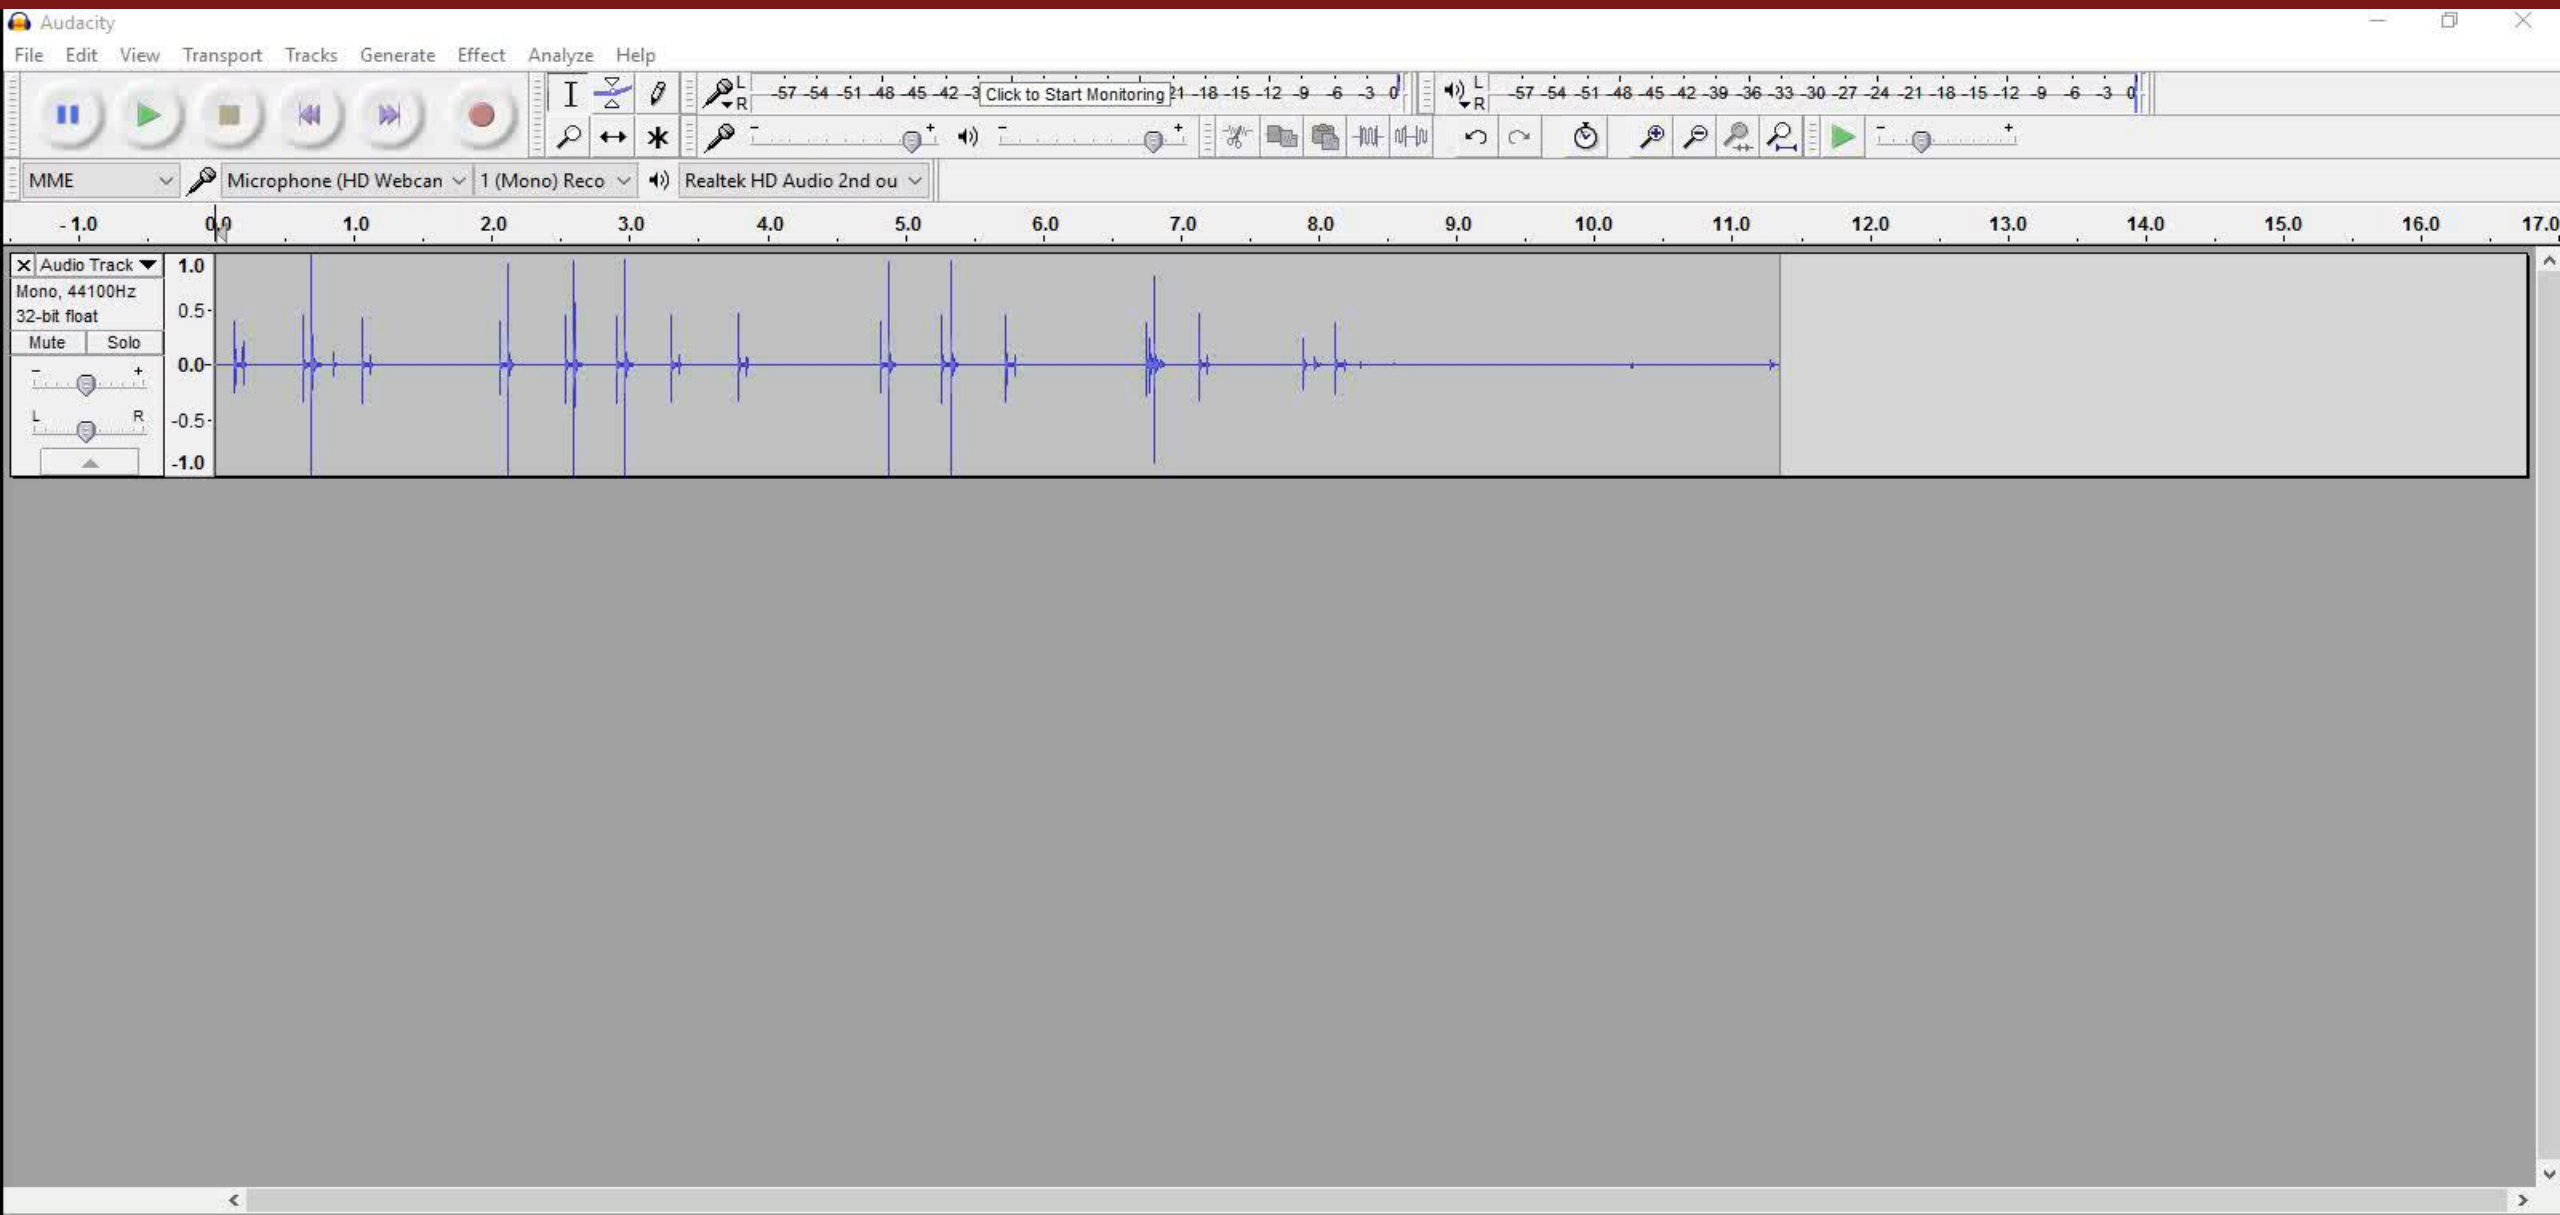 Audacity
File Edit View Transport Tracks Generate Effect Analyze Help
L
R
-57 -54 -51 -48 -45 -42 -3 Click to Start Monitoring 21 -18 -15 -12 -9 -6 -3 0
L
R
-57 -54 -51 -48 -45 -42 -39 -36 -33 -30 -27 -24 -21 -18 -15 -12 -9 -6 -3 0
- + - + - +
MME Microphone (HD Webcan 1 (Mono) Reco Realtek HD Audio 2nd ou
- 1.0 0.0 1.0 2.0 3.0 4.0 5.0 6.0 7.0 8.0 9.0 10.0 11.0 12.0 13.0 14.0 15.0 16.0 17.0
X Audio Track 1.0
Mono, 44100Hz
32-bit float 0.5-
Mute Solo
0.0-
- +
L R -0.5-
-1.0